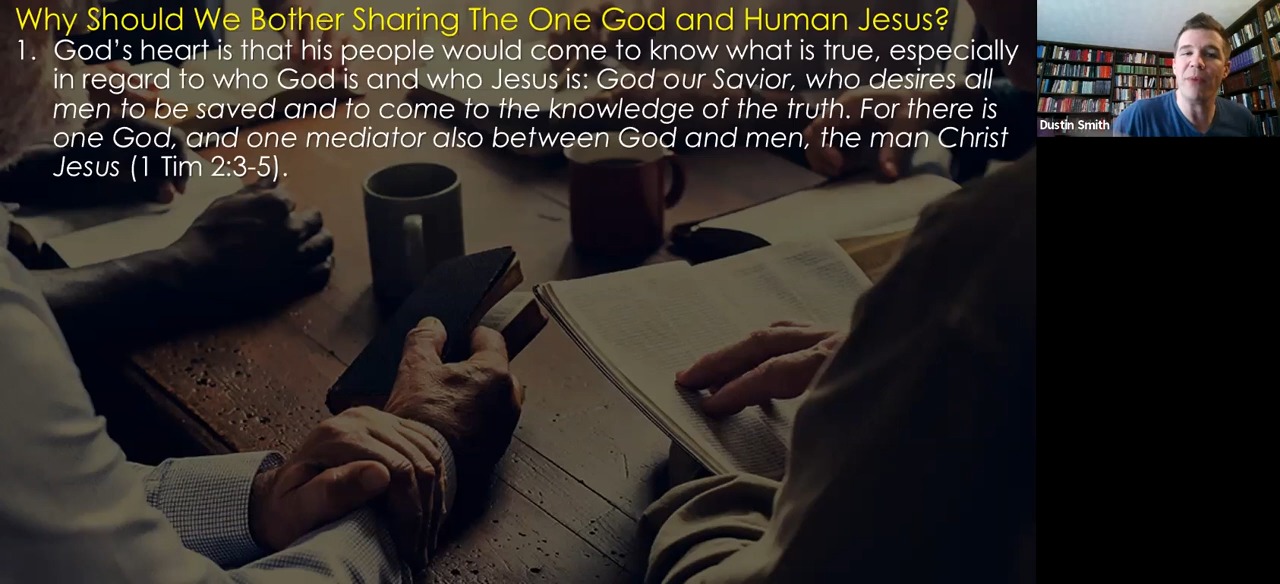 Why Should We Bother Sharing The One God and Human Jesus?
1. God's heart is that his people would come to know what is true, especially
in regard to who God is and who Jesus is: God our Savior, who desires all
men to be saved and to come to the knowledge of the truth. For there is
one God, and one mediator also between God and men, the man Christ
Jesus (1 Tim 2:3-5).
Dustin Smith